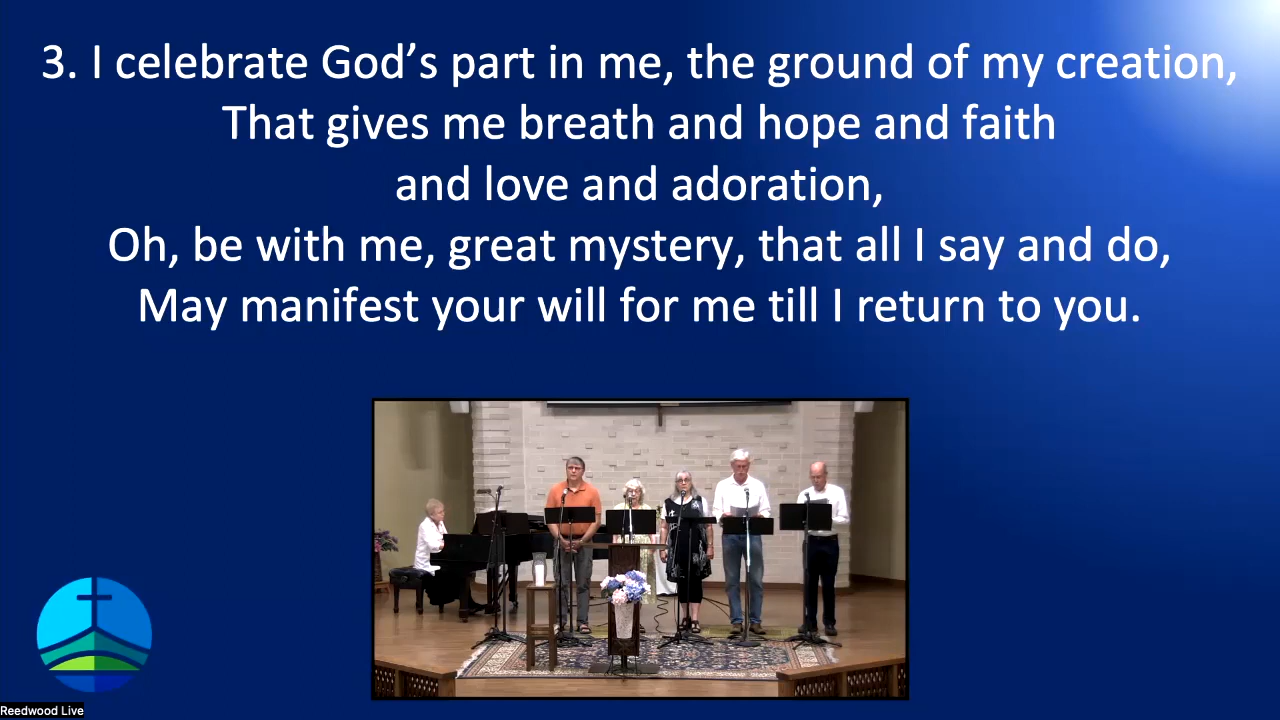 3. I celebrate God’s part in me, the ground of my creation,
That gives me breath and hope and faith
and love and adoration,
Oh, be with me, great mystery, that all I say and do,
May manifest your will for me till I return to you.
Reedwood Live